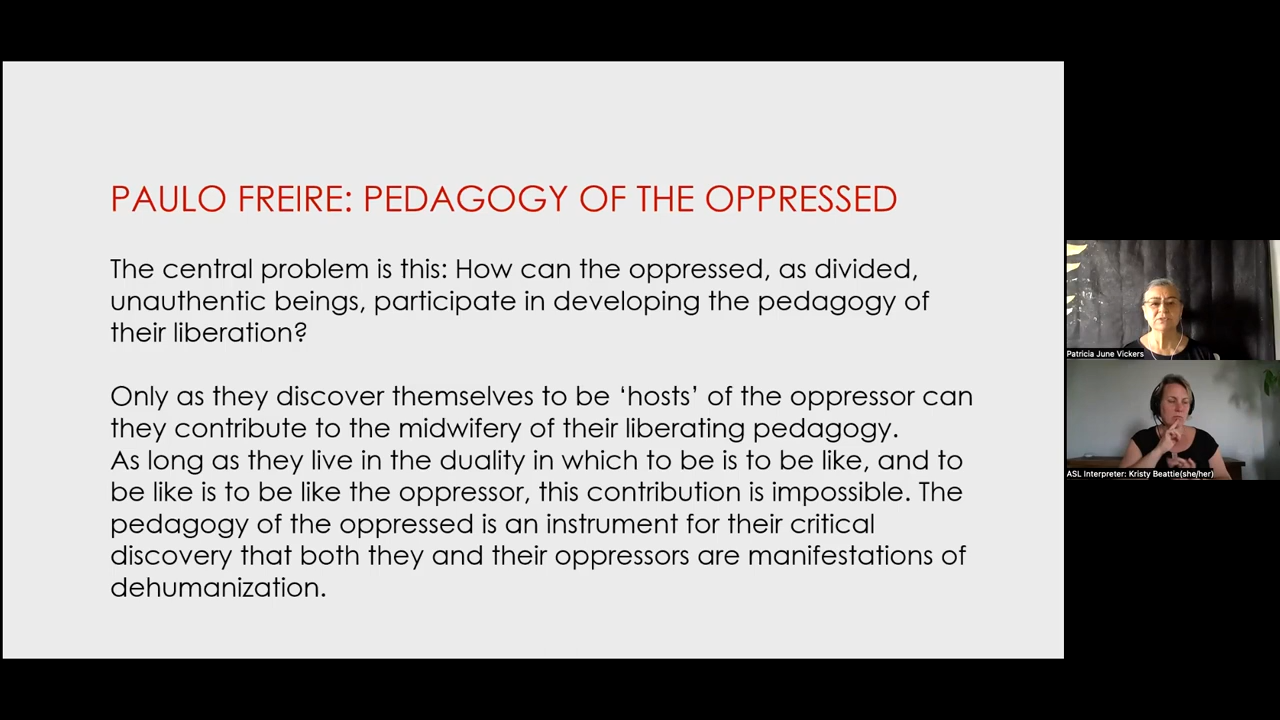 PAULO FREIRE: PEDAGOGY OF THE OPPRESSED
The central problem is this: How can the oppressed, as divided,
unauthentic beings, participate in developing the pedagogy of
their liberation?
Only as they discover themselves to be ‘hosts’ of the oppressor can
they contribute to the midwifery of their liberating pedagogy.
As long as they live in the duality in which to be is to be like, and to
be like is to be like the oppressor, this contribution is impossible. The
pedagogy of the oppressed is an instrument for their critical
discovery that both they and their oppressors are manifestations of
dehumanization.
Patricia June Vickers
ASL Interpreter: Kristy Beattie(she/her)